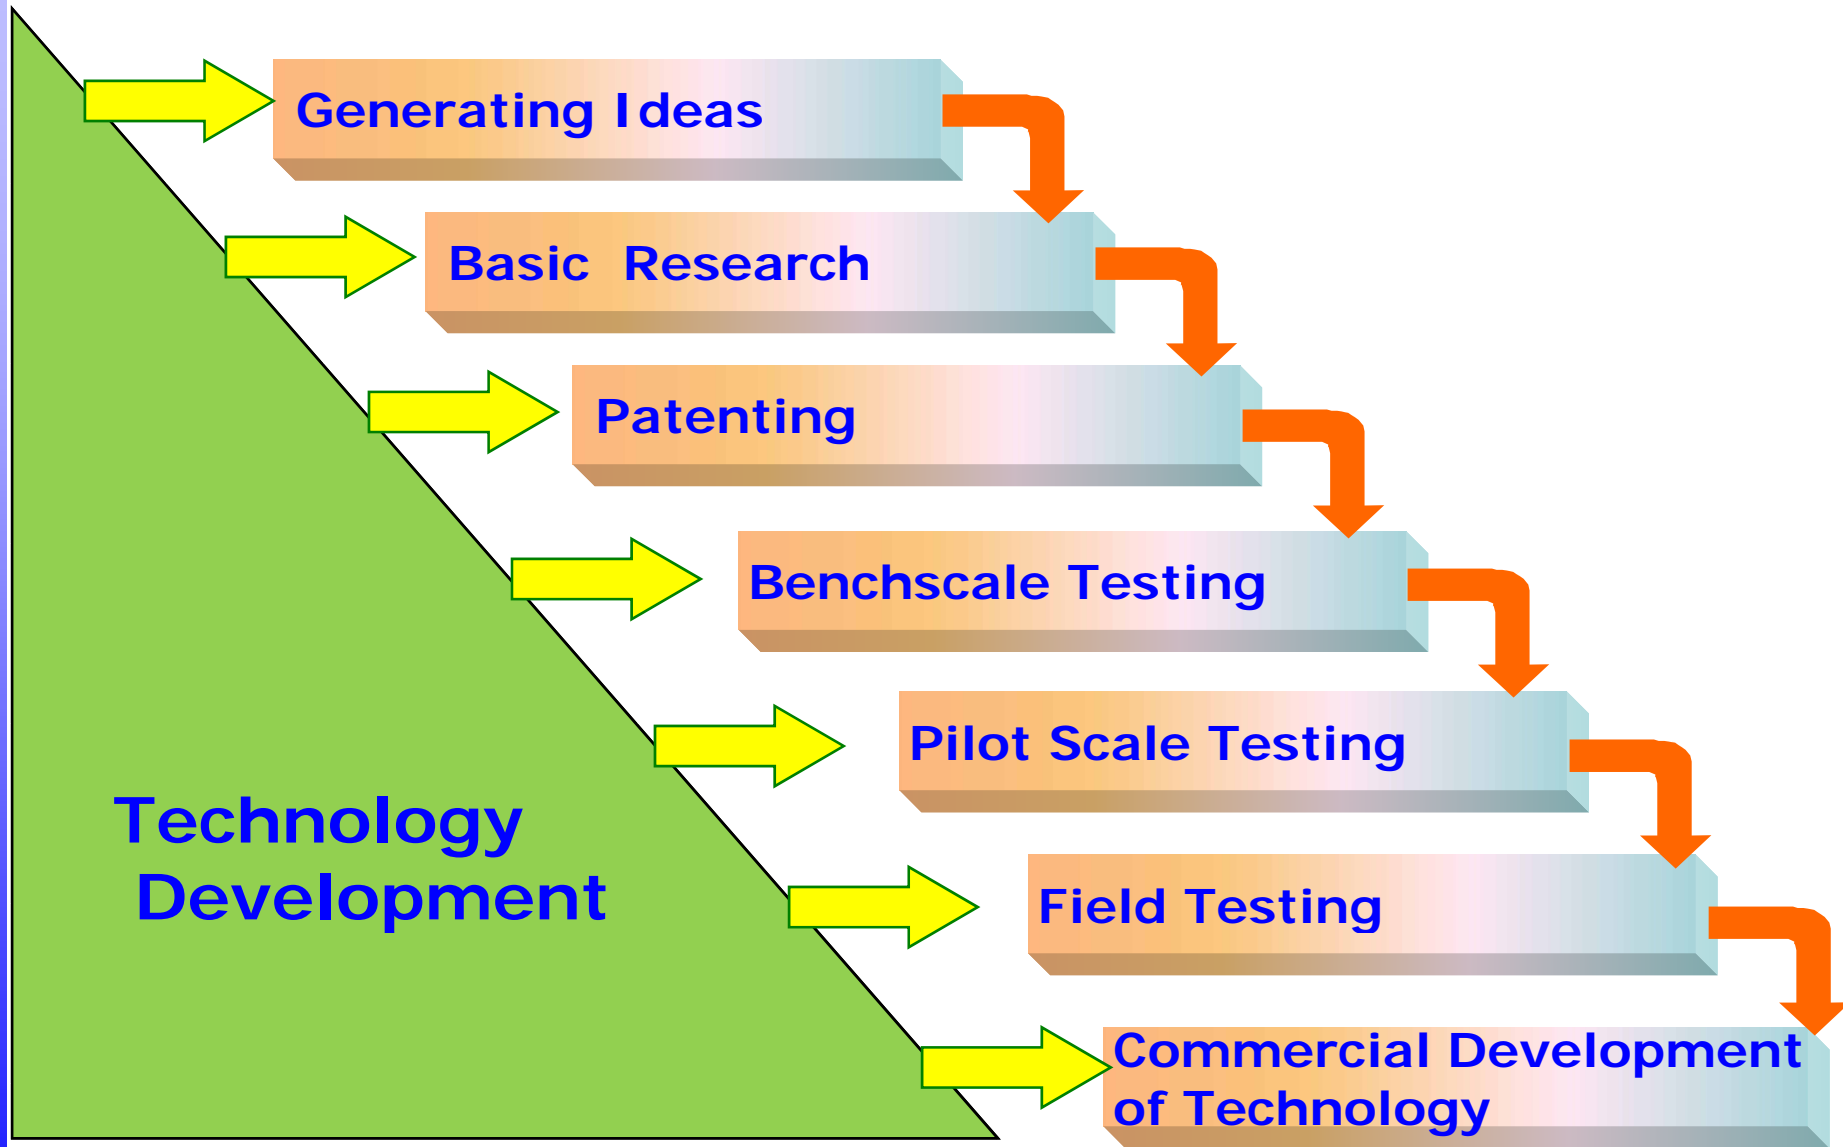 Generating Ideas
Basic Research
Patenting
Benchscale Testing
Pilot Scale Testing
Technology
Development
Field Testing
Commercial Development
of Technology